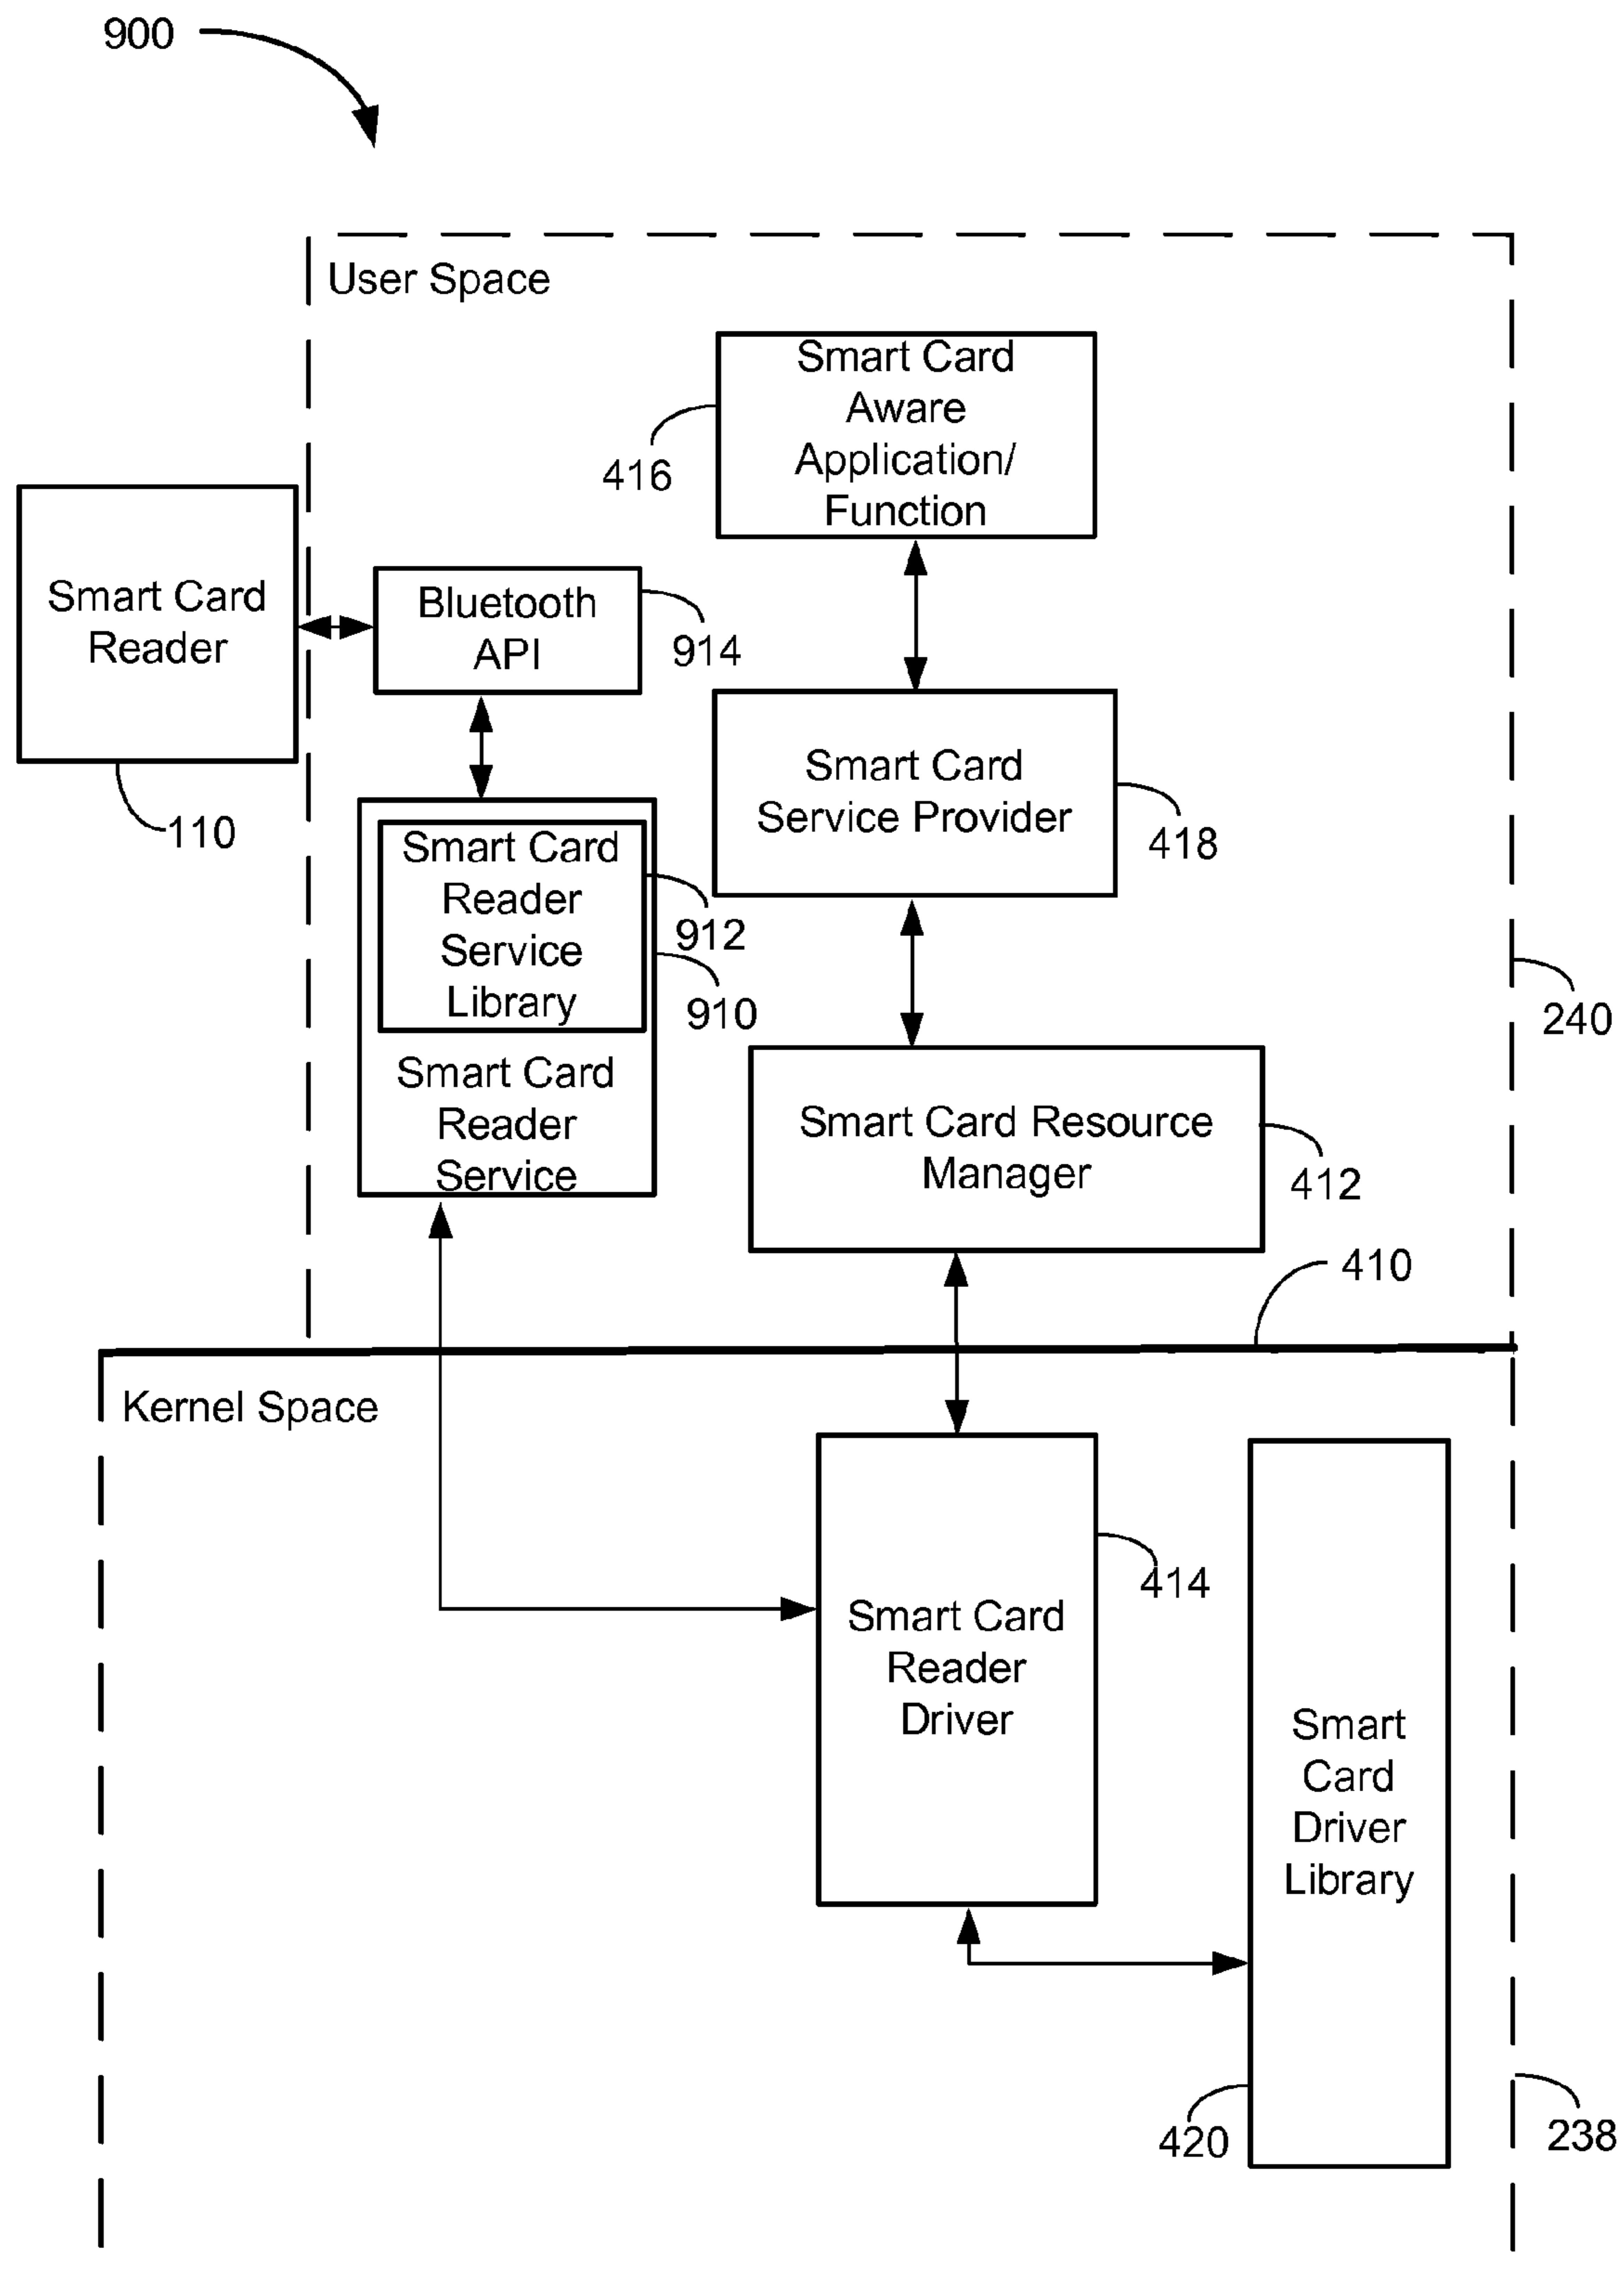 900
User Space
Smart Card
Aware
Application/
Function
416
Smart Card
Reader
110
Bluetooth
API
914
Smart Card
Service Provider
418
Smart Card
Reader
Service
Library
912
910
Smart Card
Reader
Service
240
Smart Card Resource
Manager
412
410
Kernel Space
Smart Card
Reader
Driver
414
Smart
Card
Driver
Library
420
238